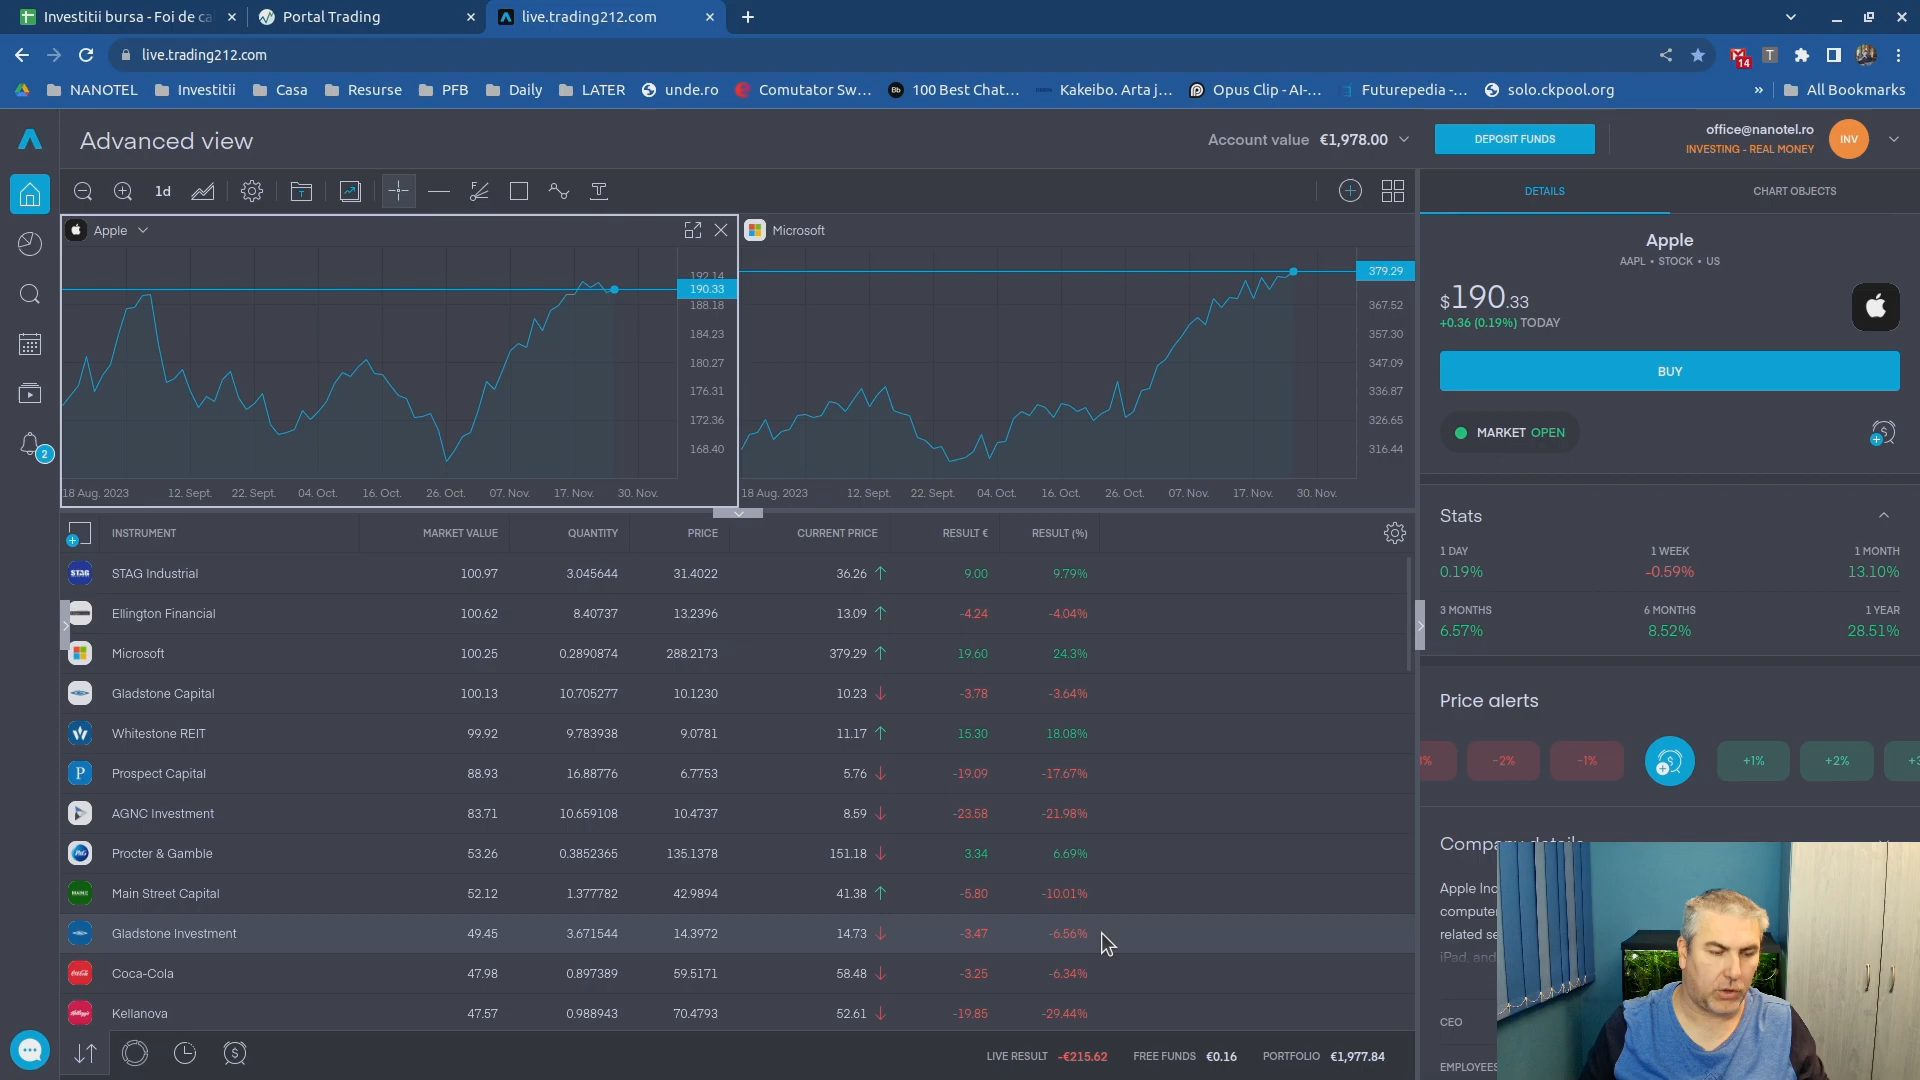 Investitii bursa - Foi de ca
Portal Trading
live.trading212.com
live.trading212.com
14
NANOTEL
Investitii
Casa
Resurse
PFB
Daily
LATER
unde.ro
Comutator Sw...
100 Best Chat...
Kakeibo. Arta j...
Opus Clip - AI-...
Futurepedia -...
solo.ckpool.org
All Bookmarks
Advanced view
Account value €1,978.00
DEPOSIT FUNDS
office@nanotel.ro
INVESTING - REAL MONEY
INV
1d
DETAILS
CHART OBJECTS
Apple
192.14
190.33
188.18
184.23
180.27
176.31
172.36
168.40
18 Aug. 2023 12. Sept. 22. Sept. 04. Oct. 16. Oct. 26. Oct. 07. Nov. 17. Nov. 30. Nov.
Microsoft
379.29
367.52
357.30
347.09
336.87
326.65
316.44
18 Aug. 2023 12. Sept. 22. Sept. 04. Oct. 16. Oct. 26. Oct. 07. Nov. 17. Nov. 30. Nov.
2
INSTRUMENT MARKET VALUE QUANTITY PRICE CURRENT PRICE RESULT € RESULT (%)
STAG Industrial 100.97 3.045644 31.4022 36.26 9.00 9.79%
Ellington Financial 100.62 8.40737 13.2396 13.09 -4.24 -4.04%
Microsoft 100.25 0.2890874 288.2173 379.29 19.60 24.3%
Gladstone Capital 100.13 10.705277 10.1230 10.23 -3.78 -3.64%
Whitestone REIT 99.92 9.783938 9.0781 11.17 15.30 18.08%
Prospect Capital 88.93 16.88776 6.7753 5.76 -19.09 -17.67%
AGNC Investment 83.71 10.659108 10.4737 8.59 -23.58 -21.98%
Procter & Gamble 53.26 0.3852365 135.1378 151.18 3.34 6.69%
Main Street Capital 52.12 1.377782 42.9894 41.38 -5.80 -10.01%
Gladstone Investment 49.45 3.671544 14.3972 14.73 -3.47 -6.56%
Coca-Cola 47.98 0.897389 59.5171 58.48 -3.25 -6.34%
Kellanova 47.57 0.988943 70.4793 52.61 -19.85 -29.44%
LIVE RESULT -€215.62 FREE FUNDS €0.16 PORTFOLIO €1,977.84
Apple
AAPL • STOCK • US
$190.33
+0.36 (0.19%) TODAY
BUY
MARKET OPEN
Stats
1 DAY 1 WEEK 1 MONTH
0.19% -0.59% 13.10%
3 MONTHS 6 MONTHS 1 YEAR
6.57% 8.52% 28.51%
Price alerts
-2% -1% +1% +2%
Company details
Apple Inc
compute
related se
iPad, and
CEO
EMPLOYEES